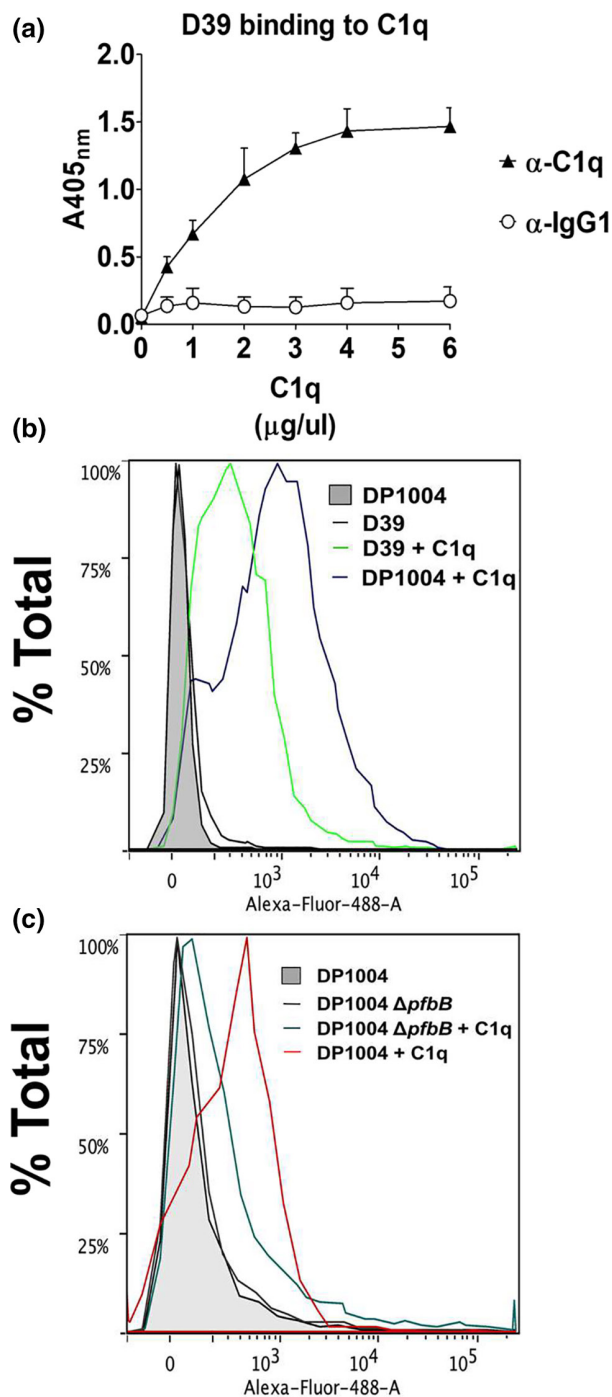 (a)
D39 binding to C1q
2.0
1.5
1.0
0.5
0.0
A405nm
0 1 2 3 4 5 6
C1q
(μg/ul)
α-C1q
α-IgG1
(b)
100%
75%
50%
25%
% Total
DP1004
D39
D39 + C1q
DP1004 + C1q
0 10³ 10⁴ 10⁵
Alexa-Fluor-488-A
(c)
100%
75%
50%
25%
% Total
DP1004
DP1004 ΔpfbB
DP1004 ΔpfbB + C1q
DP1004 + C1q
0 10³ 10⁴ 10⁵
Alexa-Fluor-488-A